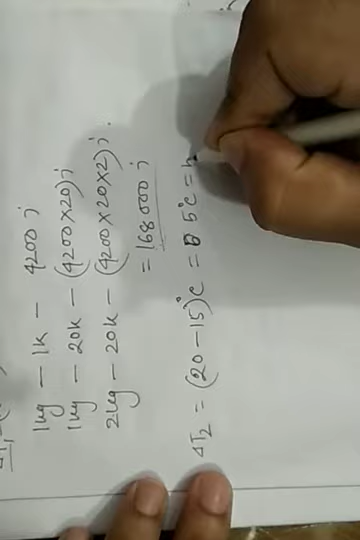 1kg - 1k - 4200 j
1kg - 20k - (4200×20) j
2kg - 20k - (4200×20×2) j.
= 168000 j
ΔT₂ = (20 - 15)°c = 5°c =